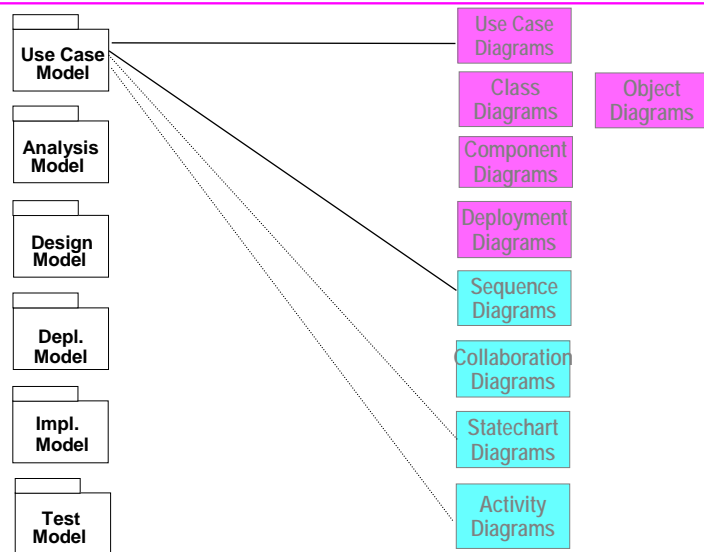 Use Case
Model
Analysis
Model
Design
Model
Depl.
Model
Impl.
Model
Test
Model
Use Case
Diagrams
Class
Diagrams
Object
Diagrams
Component
Diagrams
Deployment
Diagrams
Sequence
Diagrams
Collaboration
Diagrams
Statechart
Diagrams
Activity
Diagrams